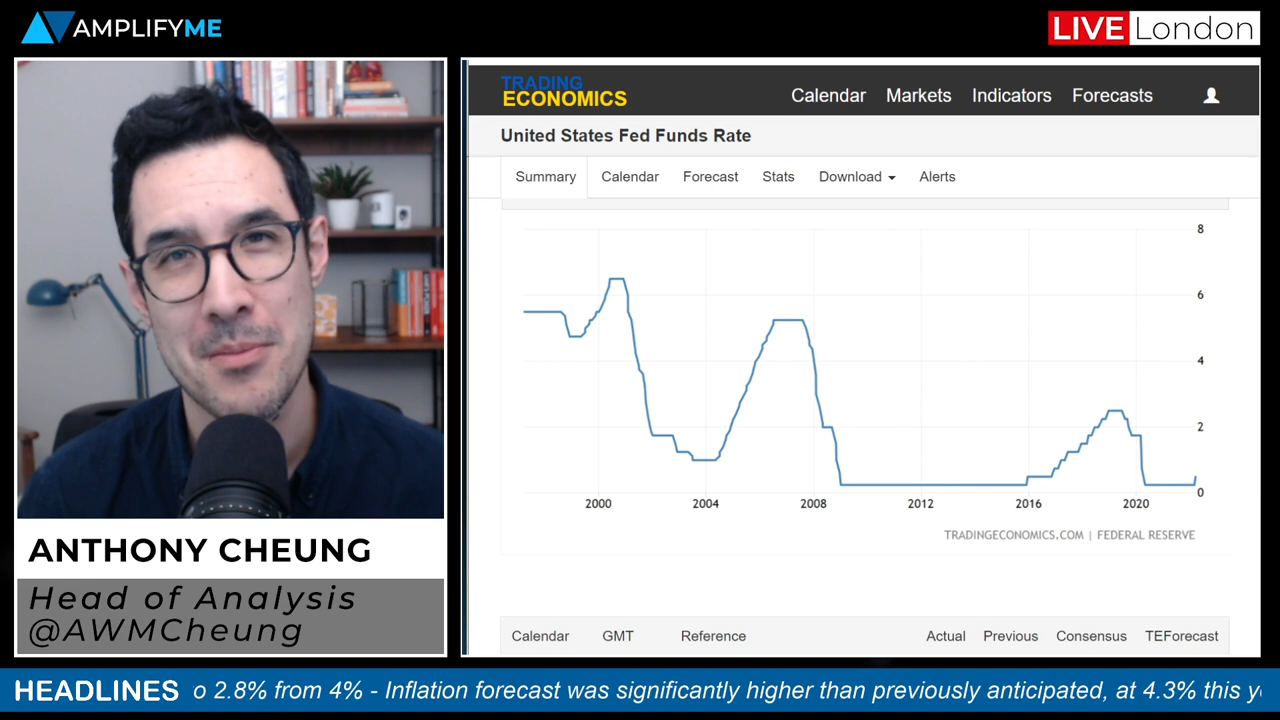 AMPLIFYME
LIVE London
TRADING
ECONOMICS
Calendar Markets Indicators Forecasts
United States Fed Funds Rate
Summary Calendar Forecast Stats Download Alerts
8
6
4
2
0
2000 2004 2008 2012 2016 2020
TRADINGECONOMICS.COM | FEDERAL RESERVE
Calendar GMT Reference Actual Previous Consensus TEForecast
ANTHONY CHEUNG
Head of Analysis
@AWMCheung
HEADLINES o 2.8% from 4% - Inflation forecast was significantly higher than previously anticipated, at 4.3% this y